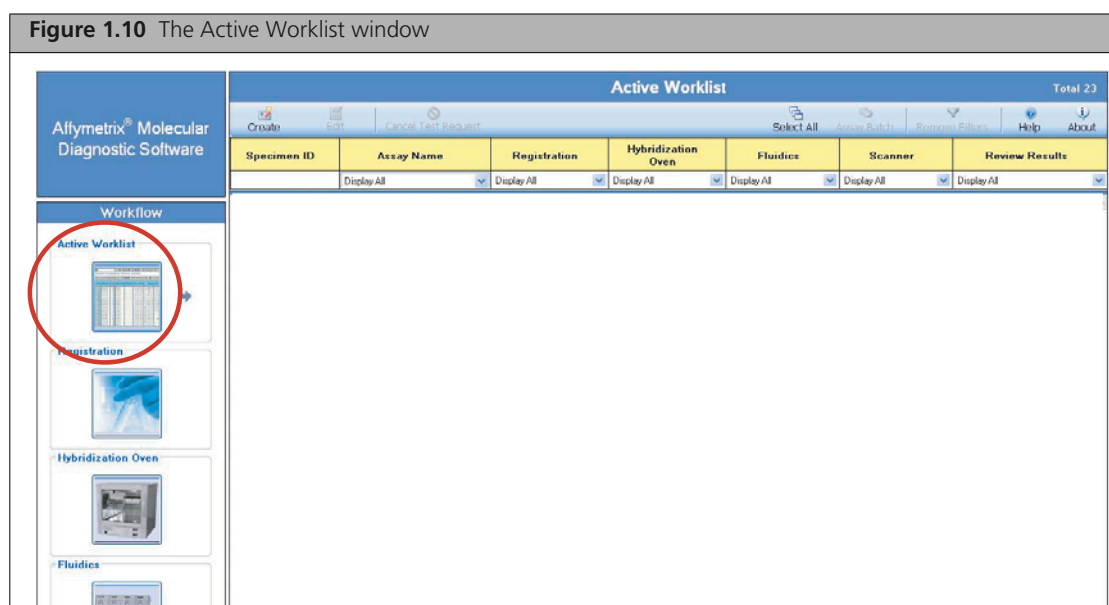 Figure 1.10 The Active Worklist window
Affymetrix® Molecular
Diagnostic Software
Active Worklist
Total 23
Create
Edit
Cancel Test Request
Select All
Assay Batch
Remove Filters
Help
About
Specimen ID
Assay Name
Registration
Hybridization
Oven
Fluidics
Scanner
Review Results
Display All
Display All
Display All
Display All
Display All
Display All
Workflow
Active Worklist
Registration
Hybridization Oven
Fluidics